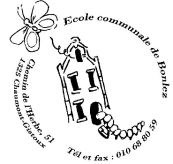 Ecole communale de Bonlez
Chemin de l'Herbe, 51
1325 Chaumont-Gistoux
Tél et fax : 010 68 80 59